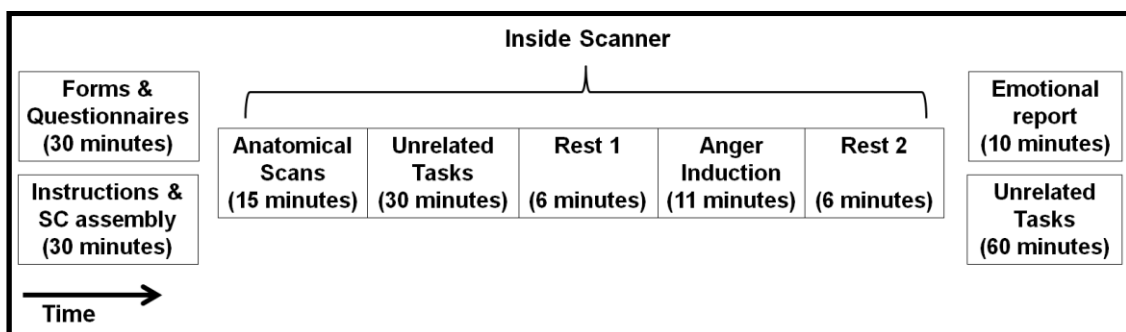 Inside Scanner
Forms &
Questionnaires
(30 minutes)
Instructions &
SC assembly
(30 minutes)
Anatomical
Scans
(15 minutes)
Unrelated
Tasks
(30 minutes)
Rest 1
(6 minutes)
Anger
Induction
(11 minutes)
Rest 2
(6 minutes)
Emotional
report
(10 minutes)
Unrelated
Tasks
(60 minutes)
Time